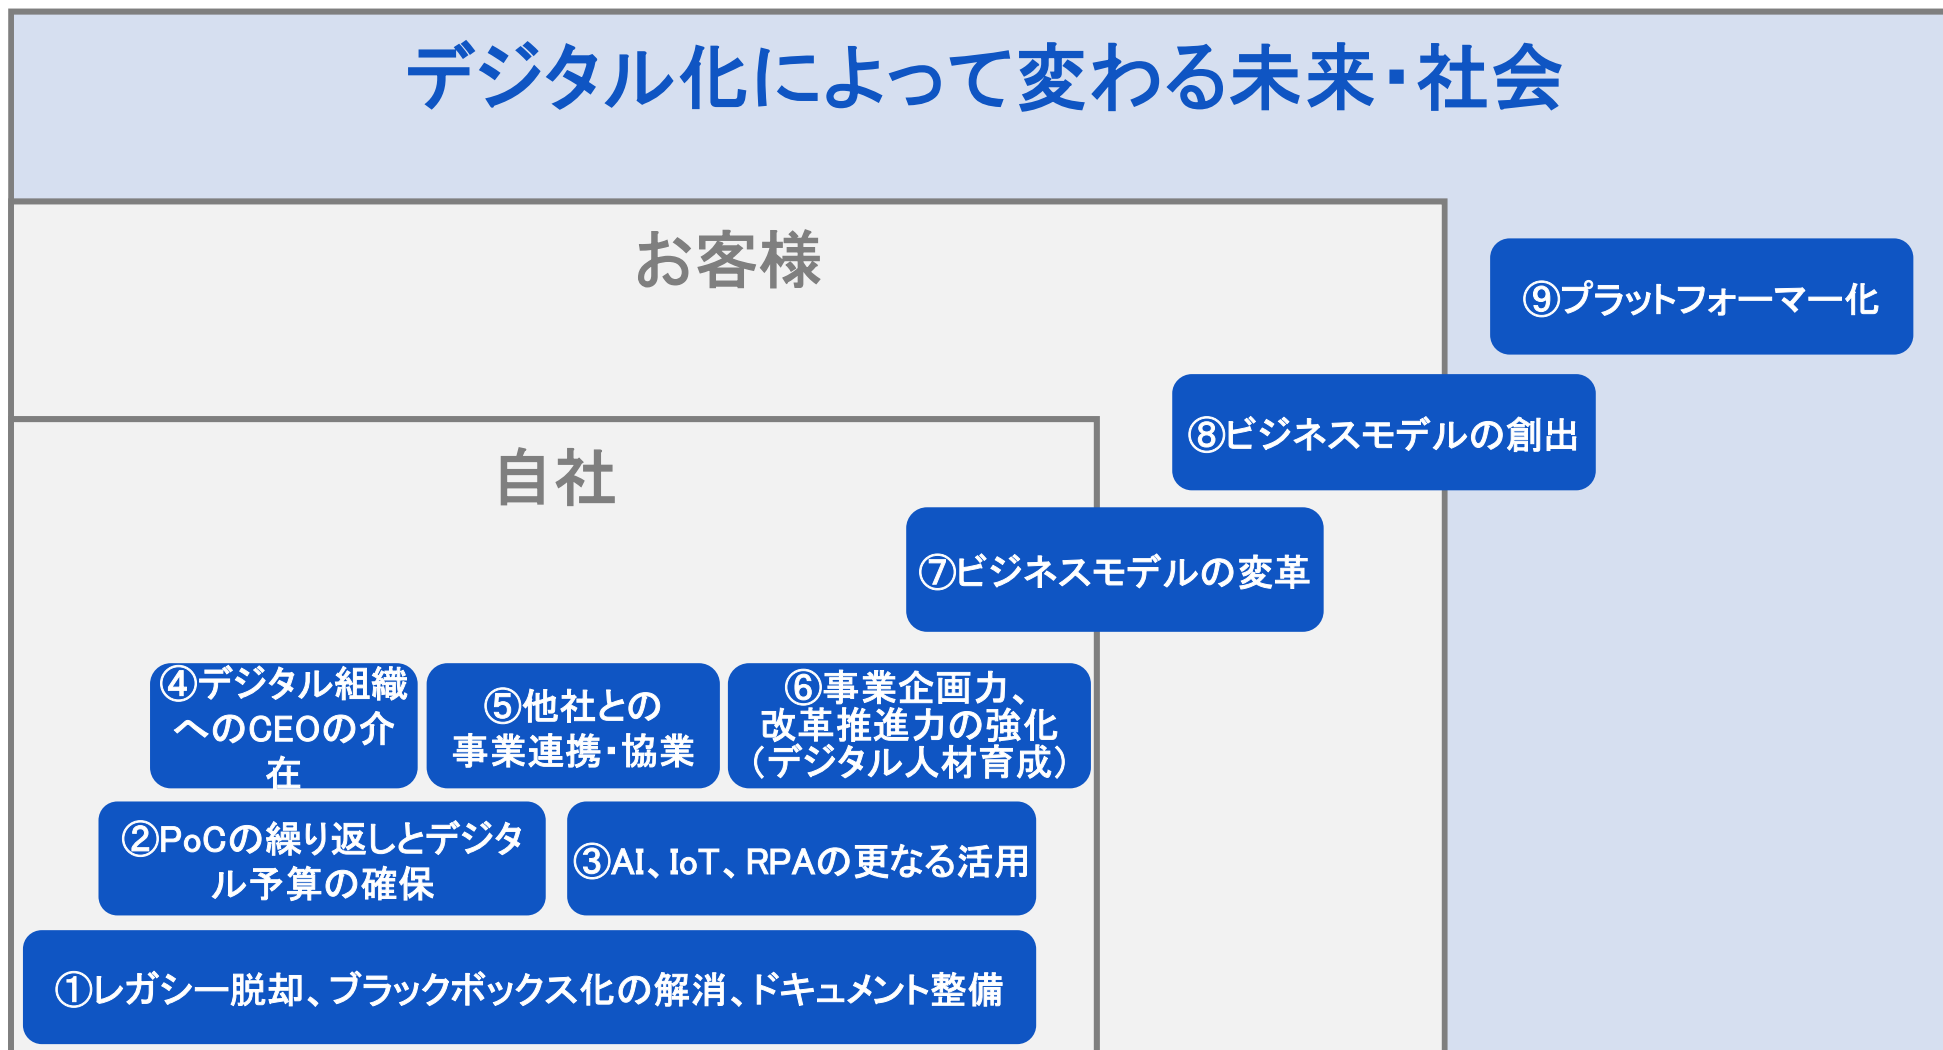 デジタル化によって変わる未来・社会
お客様
⑨プラットフォーマー化
⑧ビジネスモデルの創出
自社
⑦ビジネスモデルの変革
④デジタル組織
へのCEOの介
在
⑤他社との
事業連携・協業
⑥事業企画力、
改革推進力の強化
（デジタル人材育成）
②PoCの繰り返しとデジタ
ル予算の確保
③AI、IoT、RPAの更なる活用
①レガシー脱却、ブラックボックス化の解消、ドキュメント整備